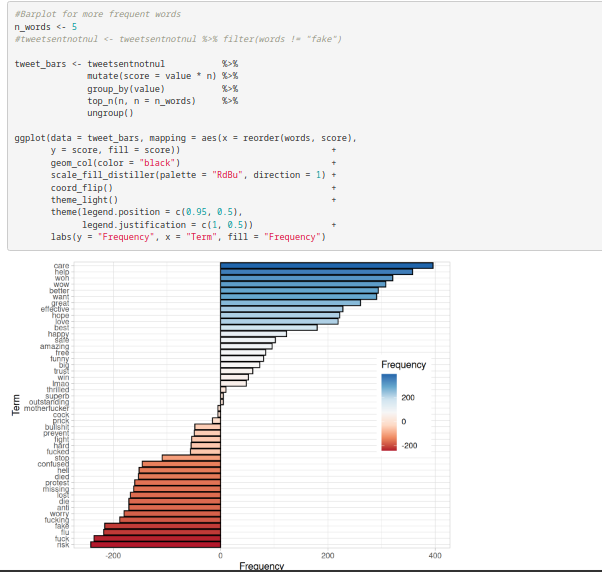 #Barplot for more frequent words
n_words <- 5
#tweetsentnotnul <- tweetsentnotnul %>% filter(words != "fake")
tweet_bars <- tweetsentnotnul %>%
mutate(score = value * n) %>%
group_by(value) %>%
top_n(n, n = n_words) %>%
ungroup()
ggplot(data = tweet_bars, mapping = aes(x = reorder(words, score),
y = score, fill = score)) +
geom_col(color = "black") +
scale_fill_distiller(palette = "RdBu", direction = 1) +
coord_flip() +
theme_light() +
theme(legend.position = c(0.95, 0.5),
legend.justification = c(1, 0.5)) +
labs(y = "Frequency", x = "Term", fill = "Frequency")
care
help
won
wow
better
want
great
effective
hope
love
best
happy
safe
amazing
free
funny
big
trust
win
lmao
thrilled
superb
outstanding
motherfucker
cock
prick
bullshit
prevent
fight
hard
fucked
stop
confused
hell
died
protest
missing
lost
die
anti
worry
fucking
fake
flu
fuck
risk
Term
Frequency
200
0
-200
-200
0
200
400
Frequency